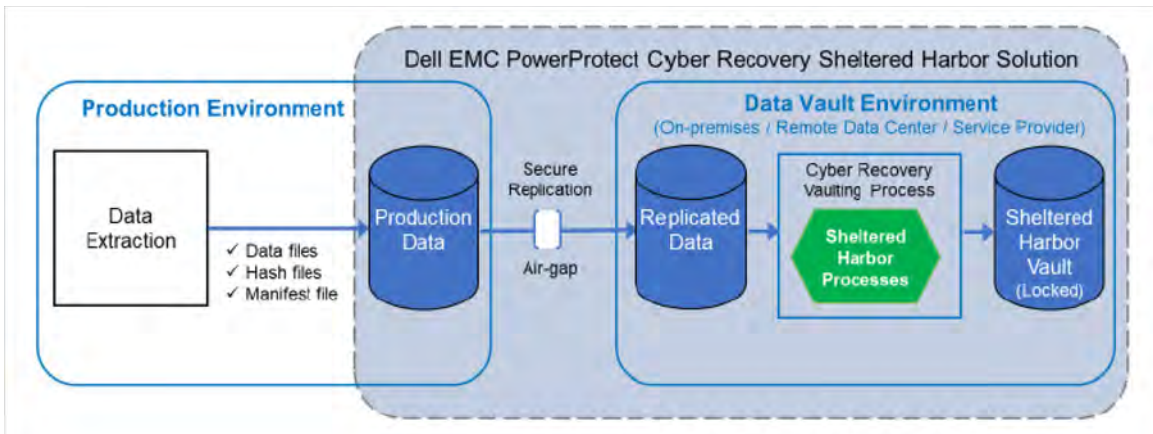 Dell EMC PowerProtect Cyber Recovery Sheltered Harbor Solution
Production Environment
Data
Extraction
✓ Data files
✓ Hash files
✓ Manifest file
Production
Data
Secure
Replication
Air-gap
Data Vault Environment
(On-premises / Remote Data Center / Service Provider)
Replicated
Data
Cyber Recovery
Vaulting Process
Sheltered
Harbor
Processes
Sheltered
Harbor
Vault
(Locked)